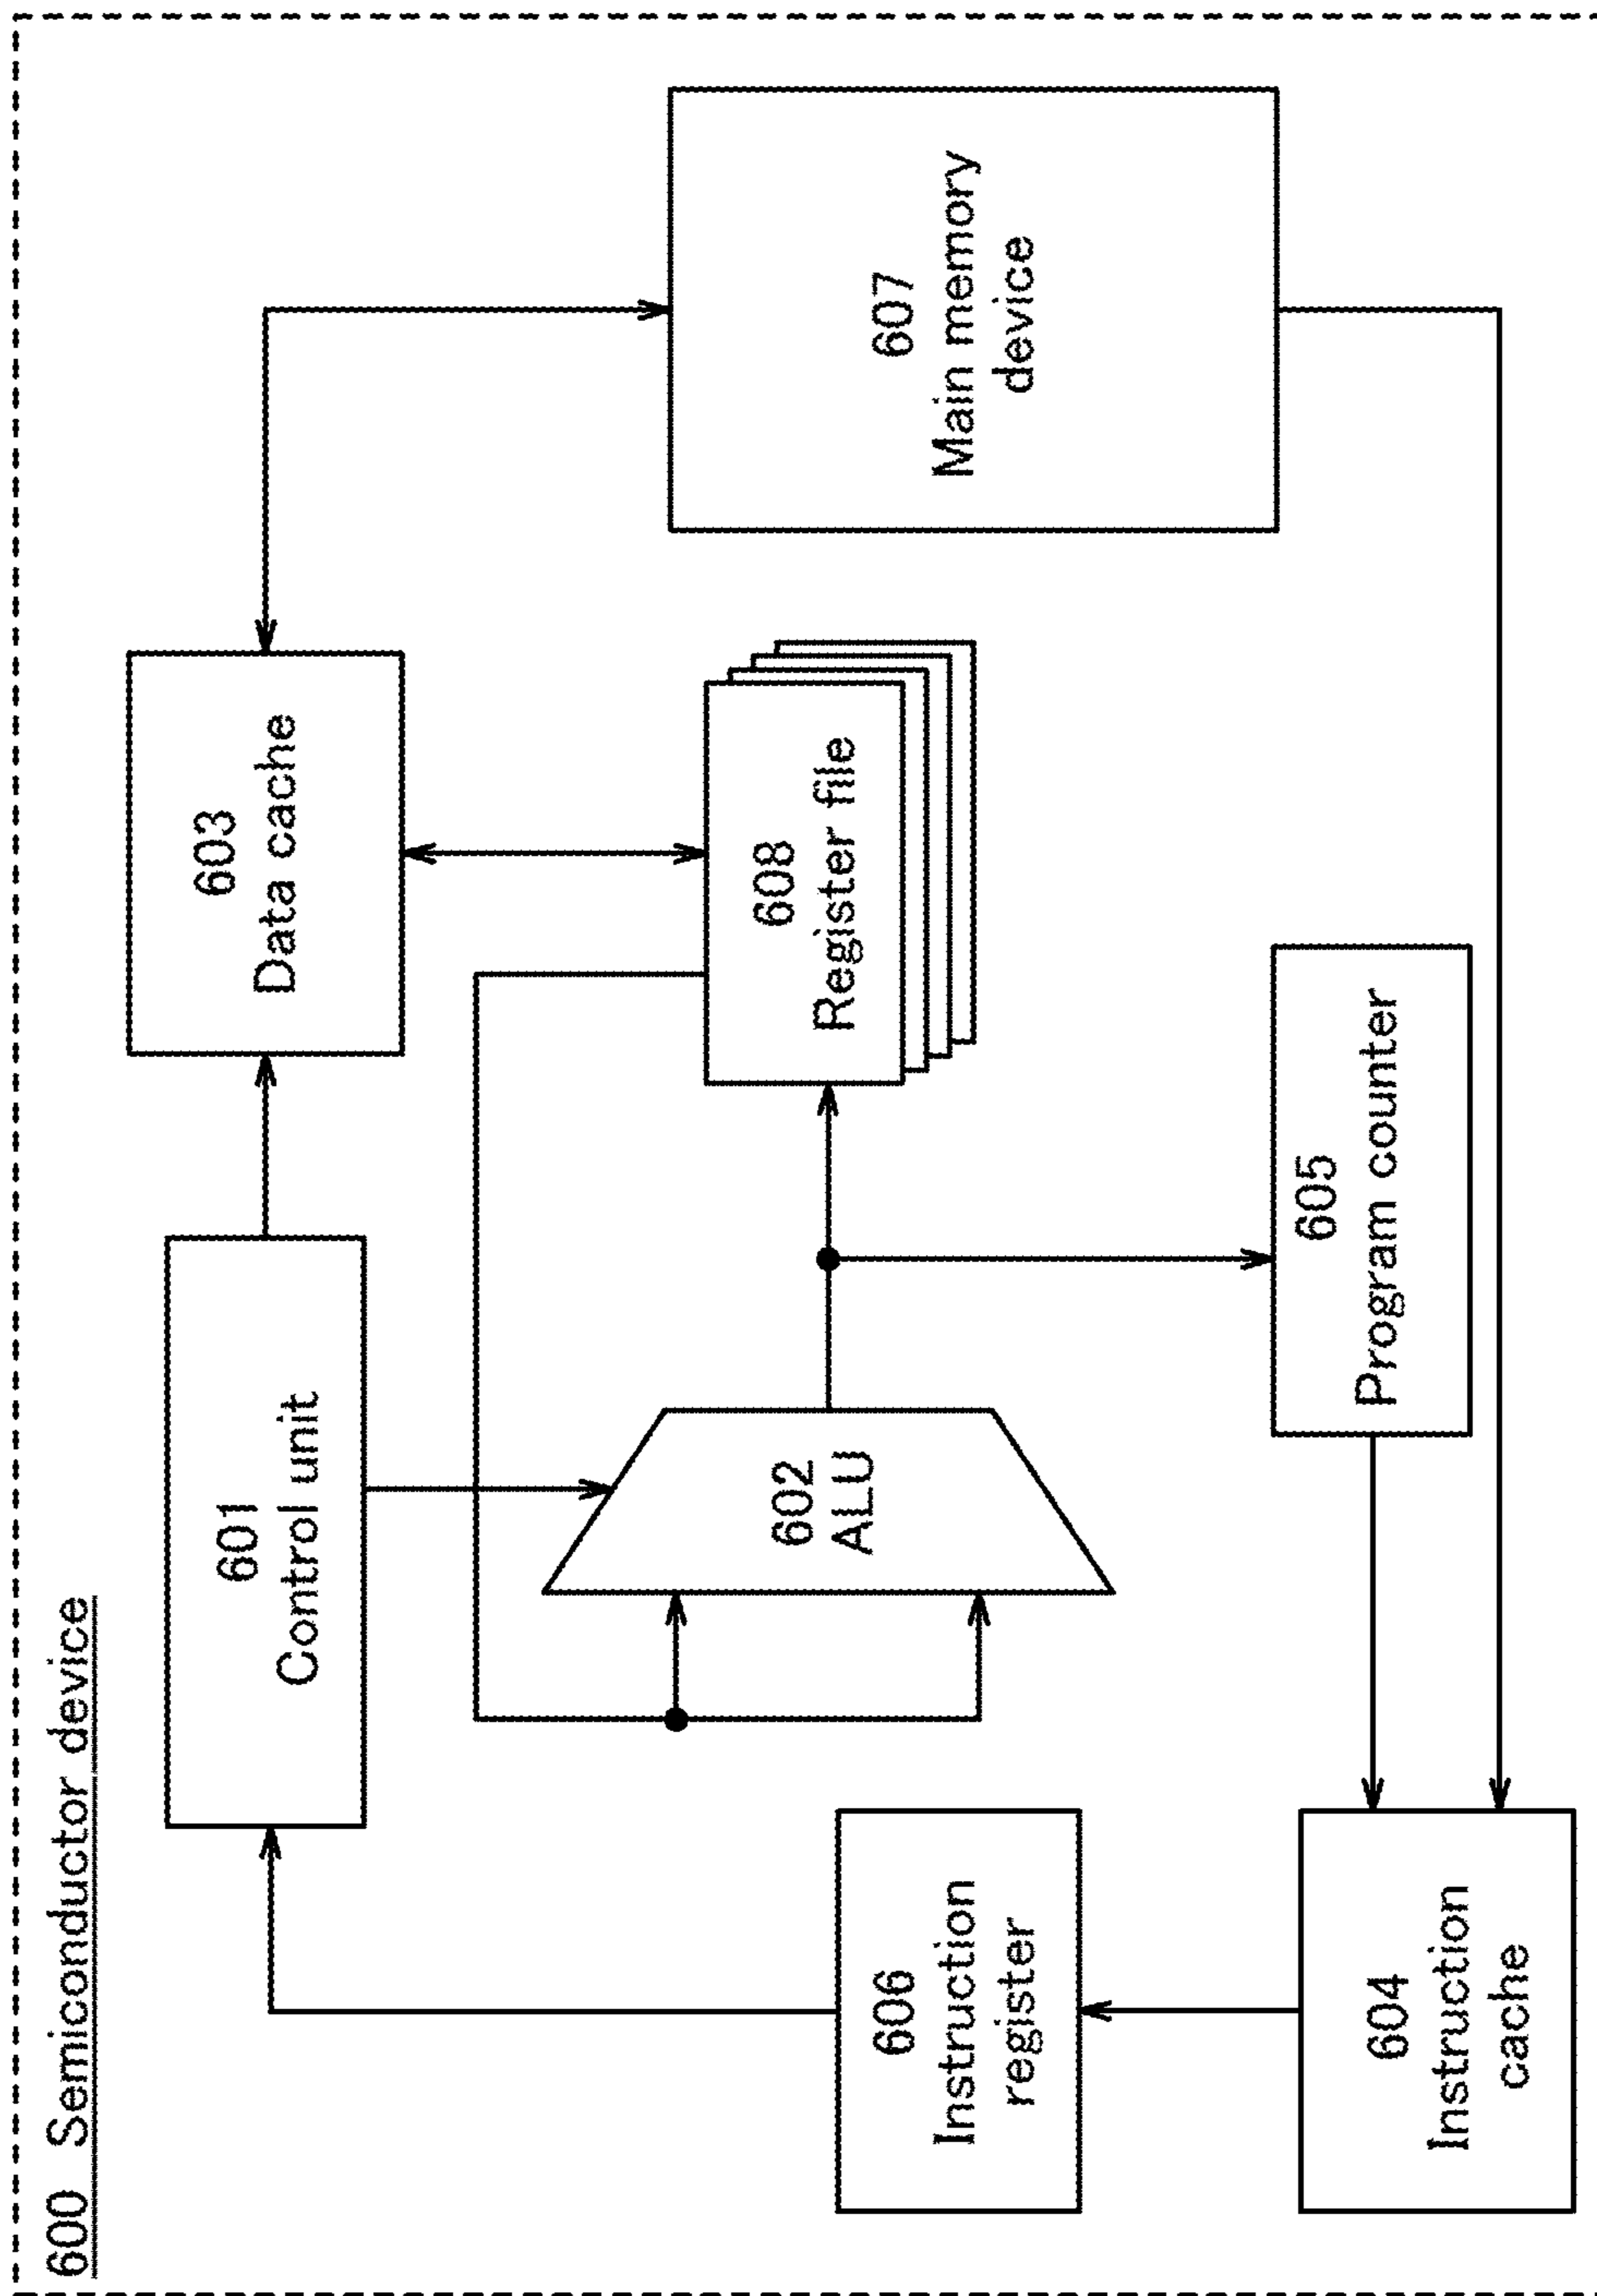 600 Semiconductor device
601
Control unit
603
Data cache
602
ALU
608
Register file
607
Main memory
device
606
Instruction
register
605
Program counter
604
Instruction
cache